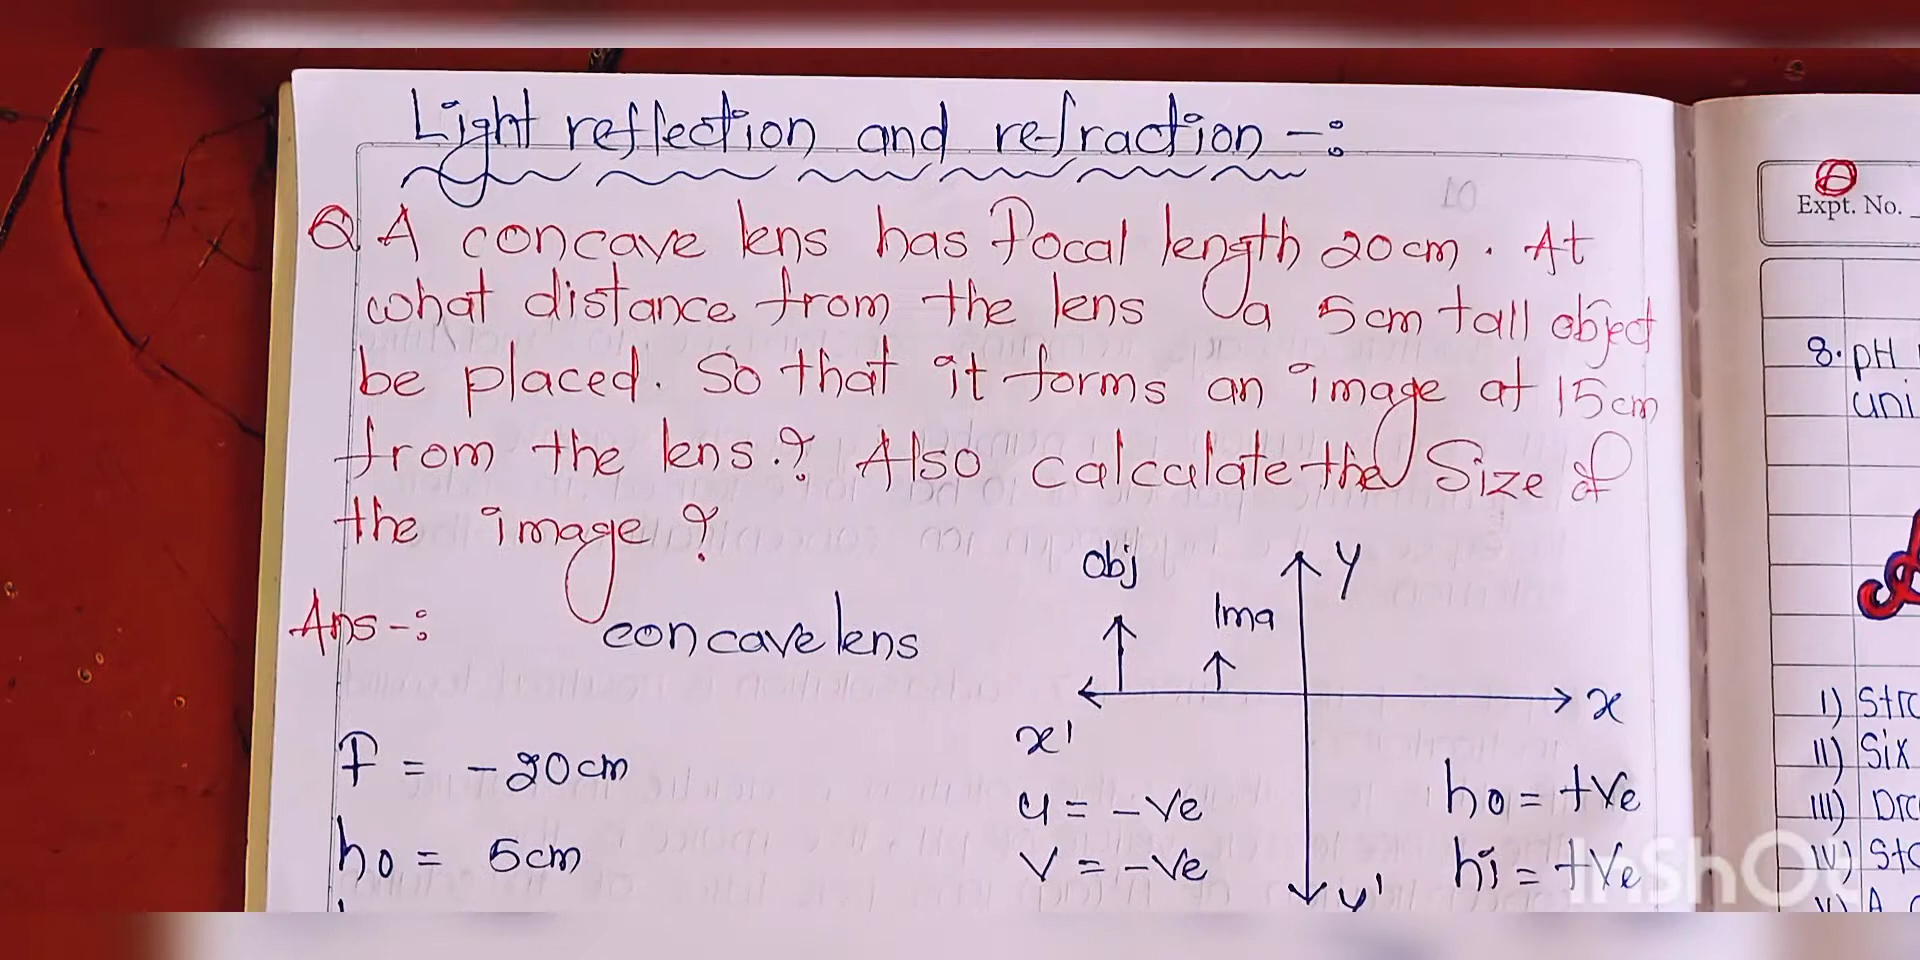 Light reflection and refraction -:
Q A concave lens has focal length 20cm. At
what distance from the lens a 5cm tall object
be placed. So that it forms an image at 15cm
from the lens.? Also calculate the Size of
the image?
Ans-: concave lens
obj
Ima
y
x
x'
y'
f = -20cm
ho = 5cm
u = -ve
v = -ve
ho = +ve
hi = +ve
Expt. No.
8. pH
uni
i) Stro
ii) Six
iii) Dro
iv) Sto
v) A
InShOt